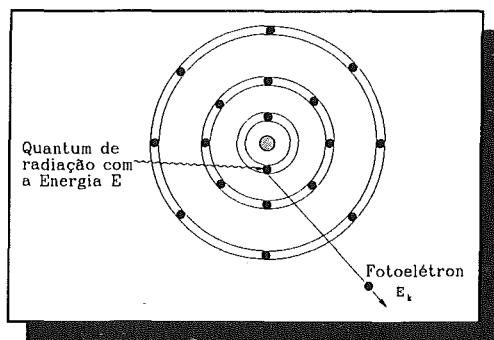 Quantum de
radiação com
a Energia E
Fotoelétron
E_k